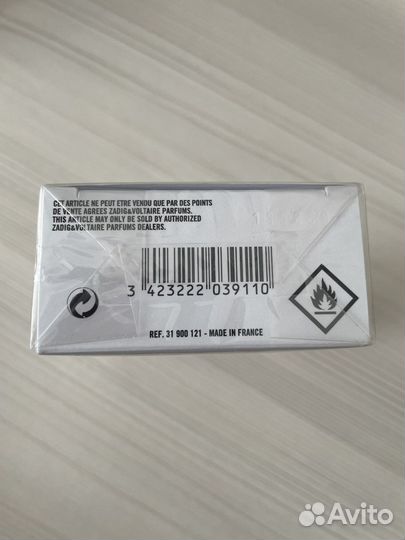 CET ARTICLE NE PEUT ETRE VENDU QUE PAR DES POINTS
DE VENTE AGREES ZADIG&VOLTAIRE PARFUMS.
THIS ARTICLE MAY ONLY BE SOLD BY AUTHORIZED
ZADIG&VOLTAIRE PARFUMS DEALERS.
3 423222 039110
REF. 31 900 121 - MADE IN FRANCE
Avito